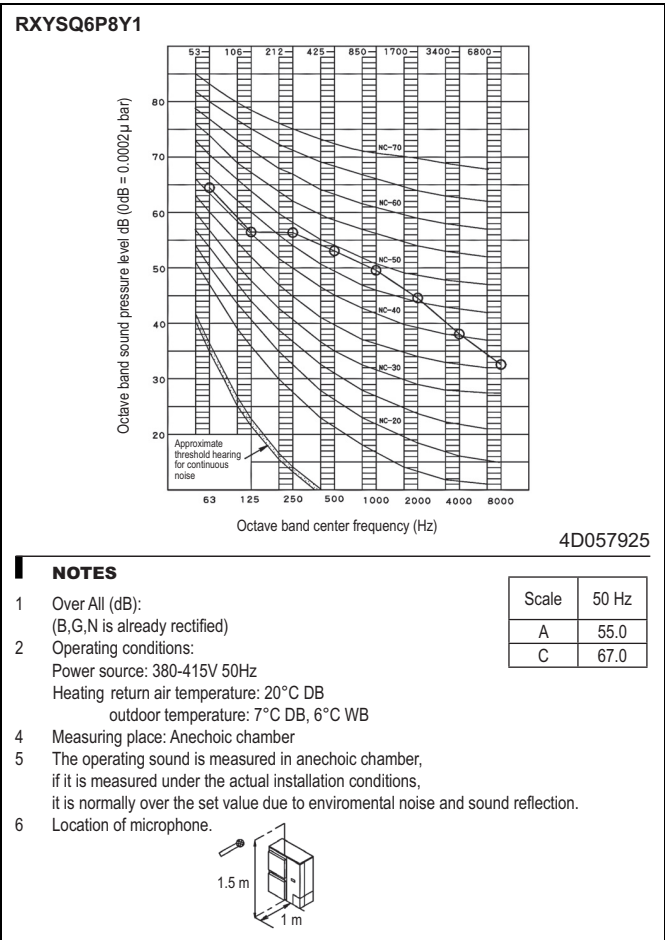 RXYSQ6P8Y1
53 106 212 425 850 1700 3400 6800
Octave band sound pressure level dB (0dB = 0.0002µ bar)
80
70
60
50
40
30
20
NC-70
NC-60
NC-50
NC-40
NC-30
NC-20
Approximate
threshold hearing
for continuous
noise
63 125 250 500 1000 2000 4000 8000
Octave band center frequency (Hz)
4D057925
NOTES
1 Over All (dB):
(B,G,N is already rectified)
2 Operating conditions:
Power source: 380-415V 50Hz
Heating return air temperature: 20°C DB
outdoor temperature: 7°C DB, 6°C WB
4 Measuring place: Anechoic chamber
5 The operating sound is measured in anechoic chamber,
if it is measured under the actual installation conditions,
it is normally over the set value due to enviromental noise and sound reflection.
6 Location of microphone.
Scale 50 Hz
A 55.0
C 67.0
1.5 m
1 m